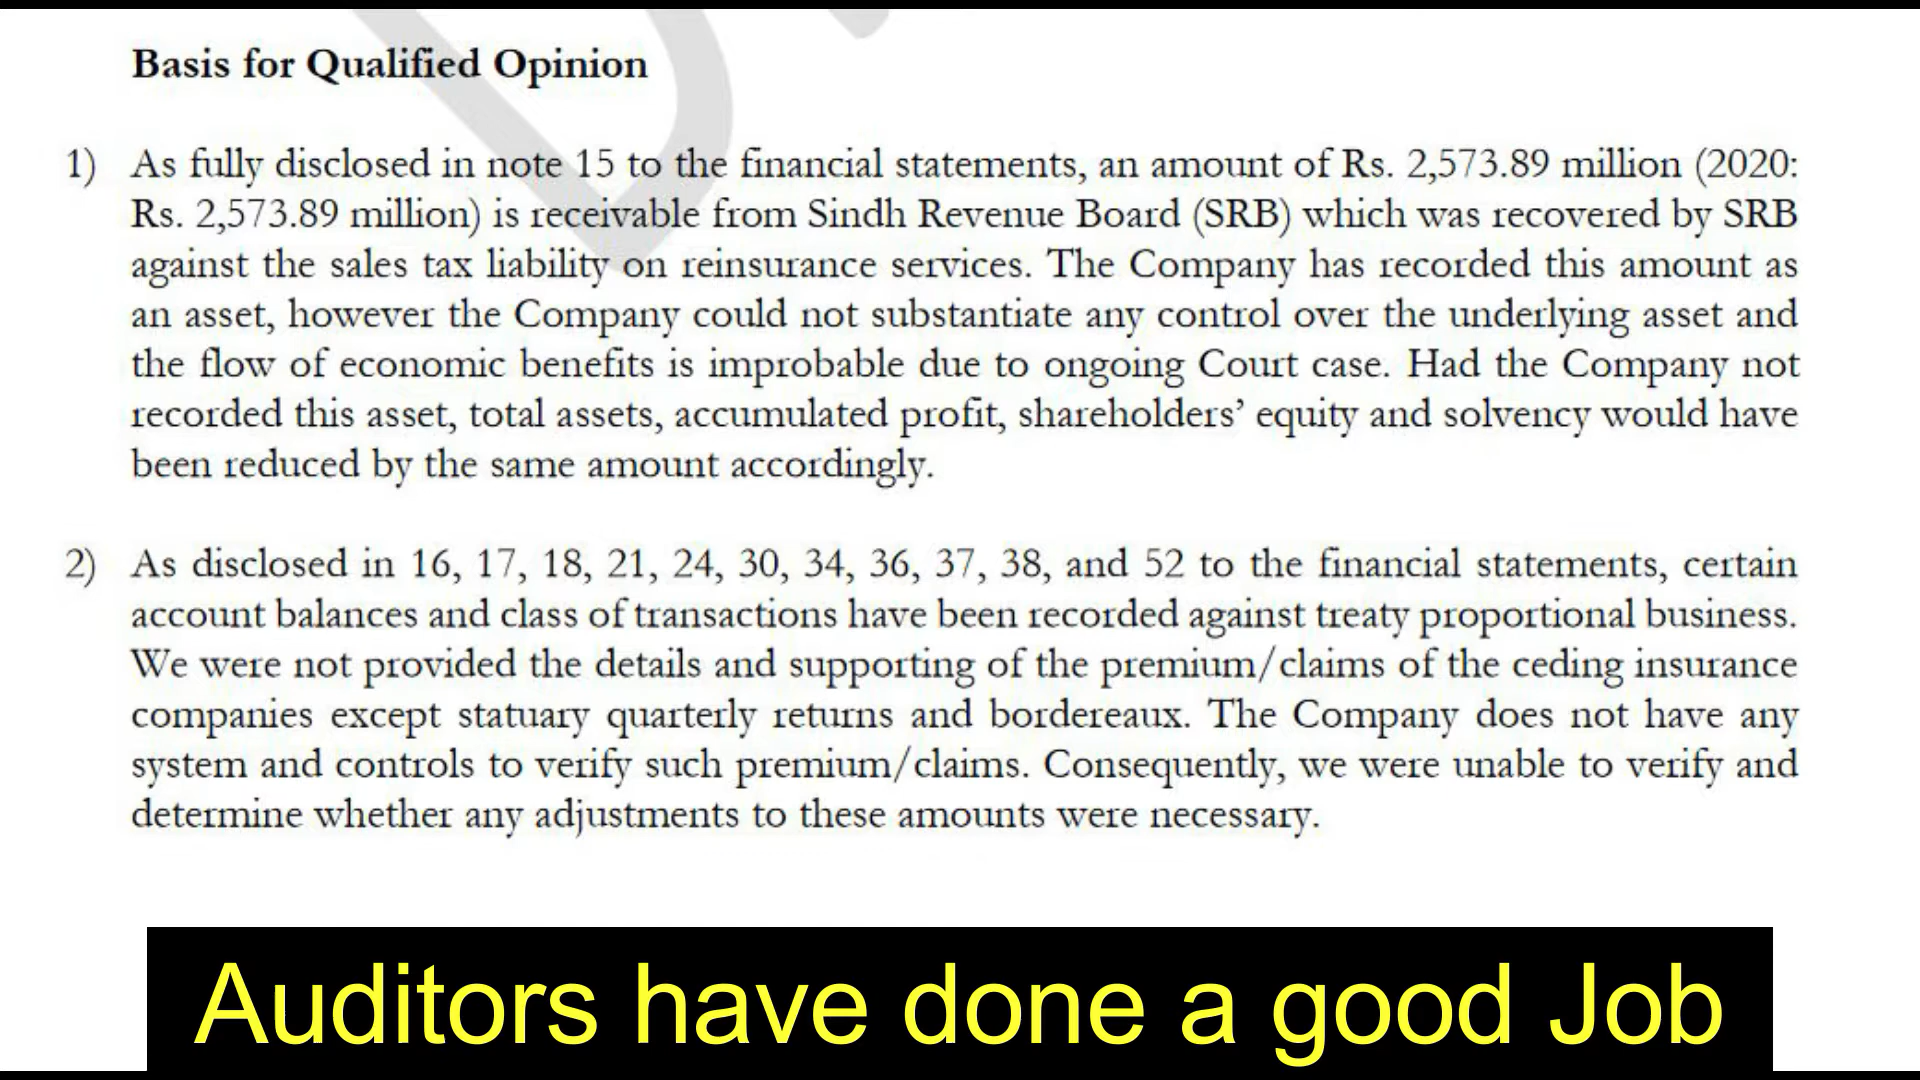 Basis for Qualified Opinion
1) As fully disclosed in note 15 to the financial statements, an amount of Rs. 2,573.89 million (2020:
Rs. 2,573.89 million) is receivable from Sindh Revenue Board (SRB) which was recovered by SRB
against the sales tax liability on reinsurance services. The Company has recorded this amount as
an asset, however the Company could not substantiate any control over the underlying asset and
the flow of economic benefits is improbable due to ongoing Court case. Had the Company not
recorded this asset, total assets, accumulated profit, shareholders’ equity and solvency would have
been reduced by the same amount accordingly.
2) As disclosed in 16, 17, 18, 21, 24, 30, 34, 36, 37, 38, and 52 to the financial statements, certain
account balances and class of transactions have been recorded against treaty proportional business.
We were not provided the details and supporting of the premium/claims of the ceding insurance
companies except statuary quarterly returns and bordereaux. The Company does not have any
system and controls to verify such premium/claims. Consequently, we were unable to verify and
determine whether any adjustments to these amounts were necessary.
Auditors have done a good Job